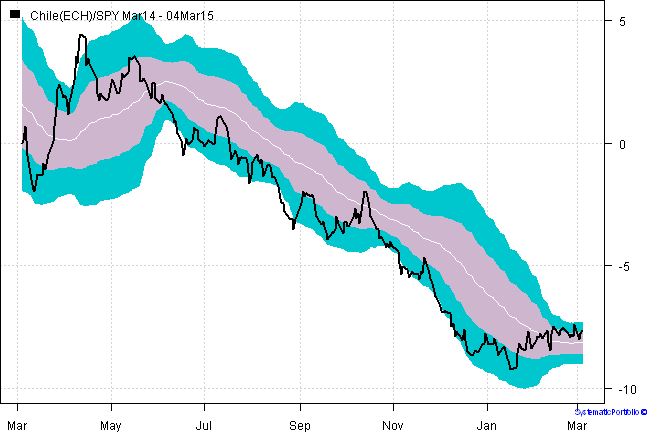 Chile(ECH)/SPY Mar14 - 04Mar15
5
0
-5
-10
SystematicPortfolio ©
Mar May Jul Sep Nov Jan Mar